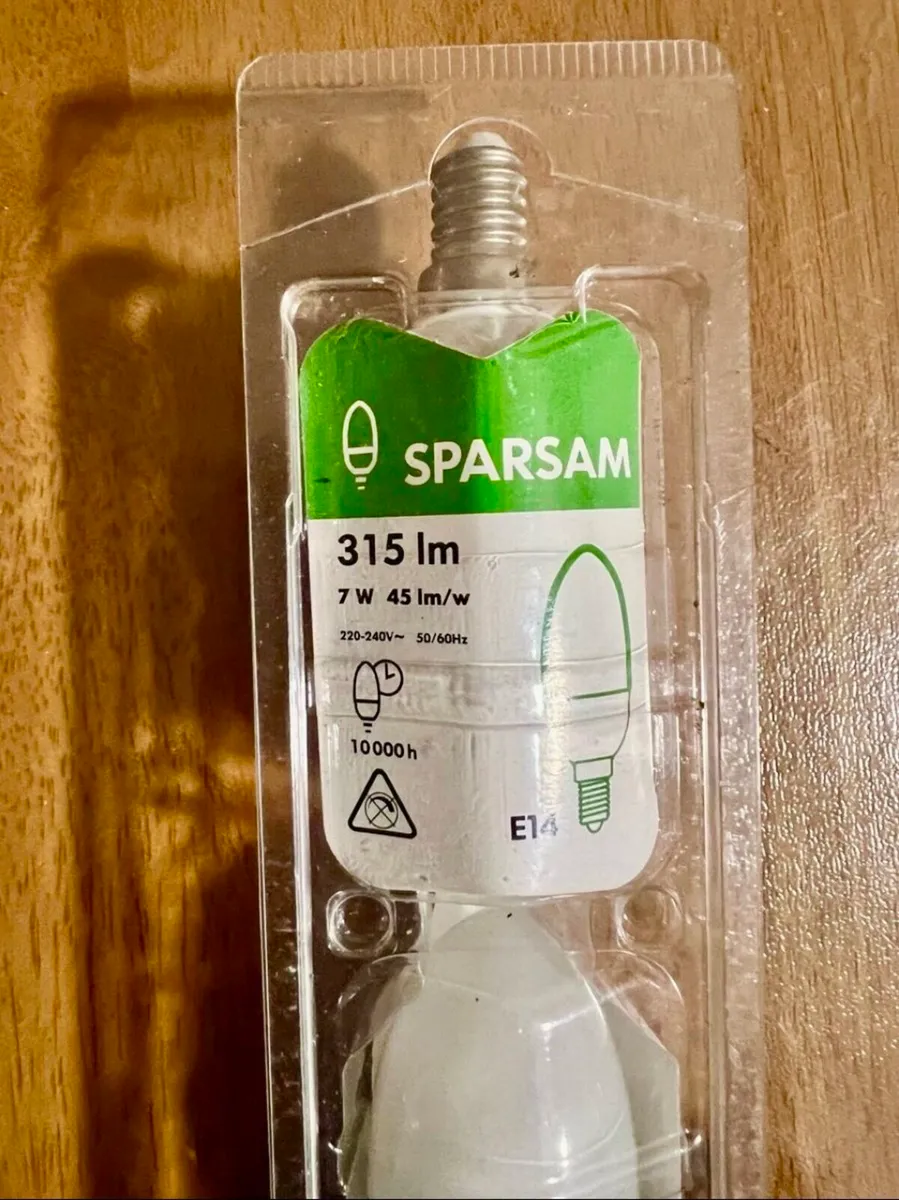 SPARSAM
315 lm
7 W 45 lm/w
220-240V~ 50/60Hz
10000h
E14